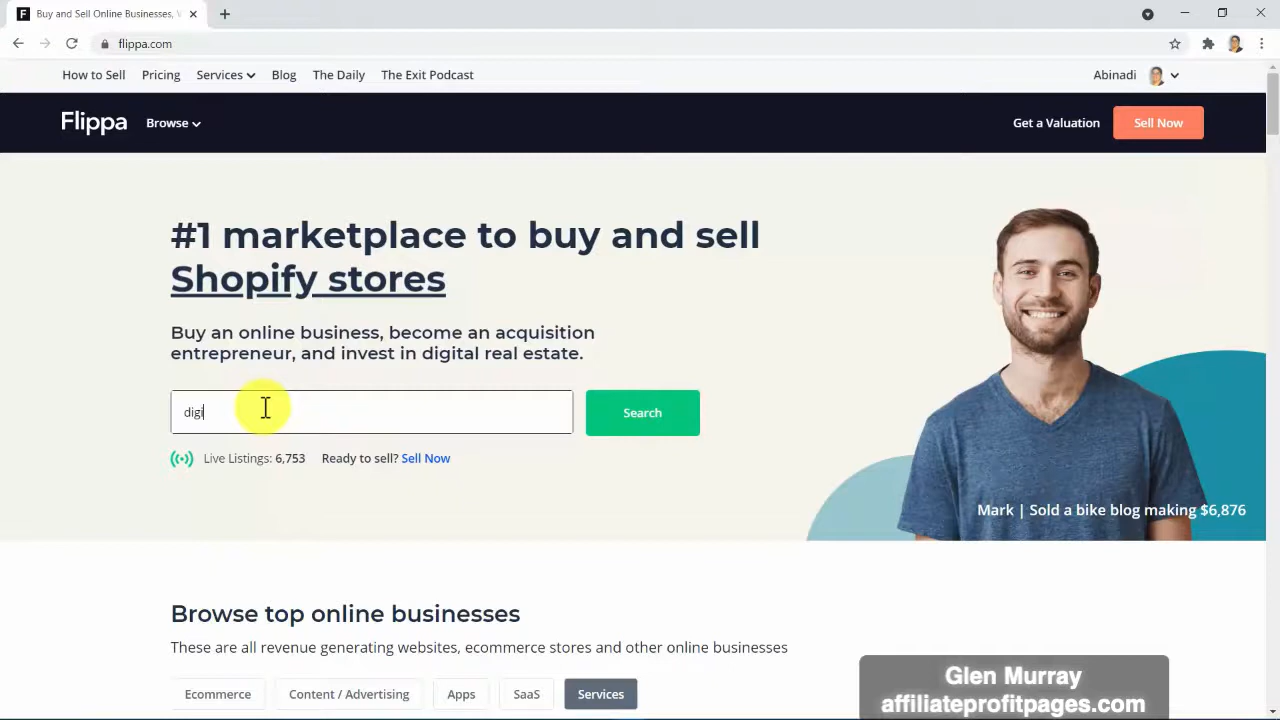 F Buy and Sell Online Businesses,
flippa.com
How to Sell Pricing Services Blog The Daily The Exit Podcast Abinadi
Flippa Browse Get a Valuation Sell Now
#1 marketplace to buy and sell
Shopify stores
Buy an online business, become an acquisition
entrepreneur, and invest in digital real estate.
digi Search
Live Listings: 6,753 Ready to sell? Sell Now
Mark | Sold a bike blog making $6,876
Browse top online businesses
These are all revenue generating websites, ecommerce stores and other online businesses
Ecommerce Content / Advertising Apps SaaS Services
Glen Murray
affiliateprofitpages.com